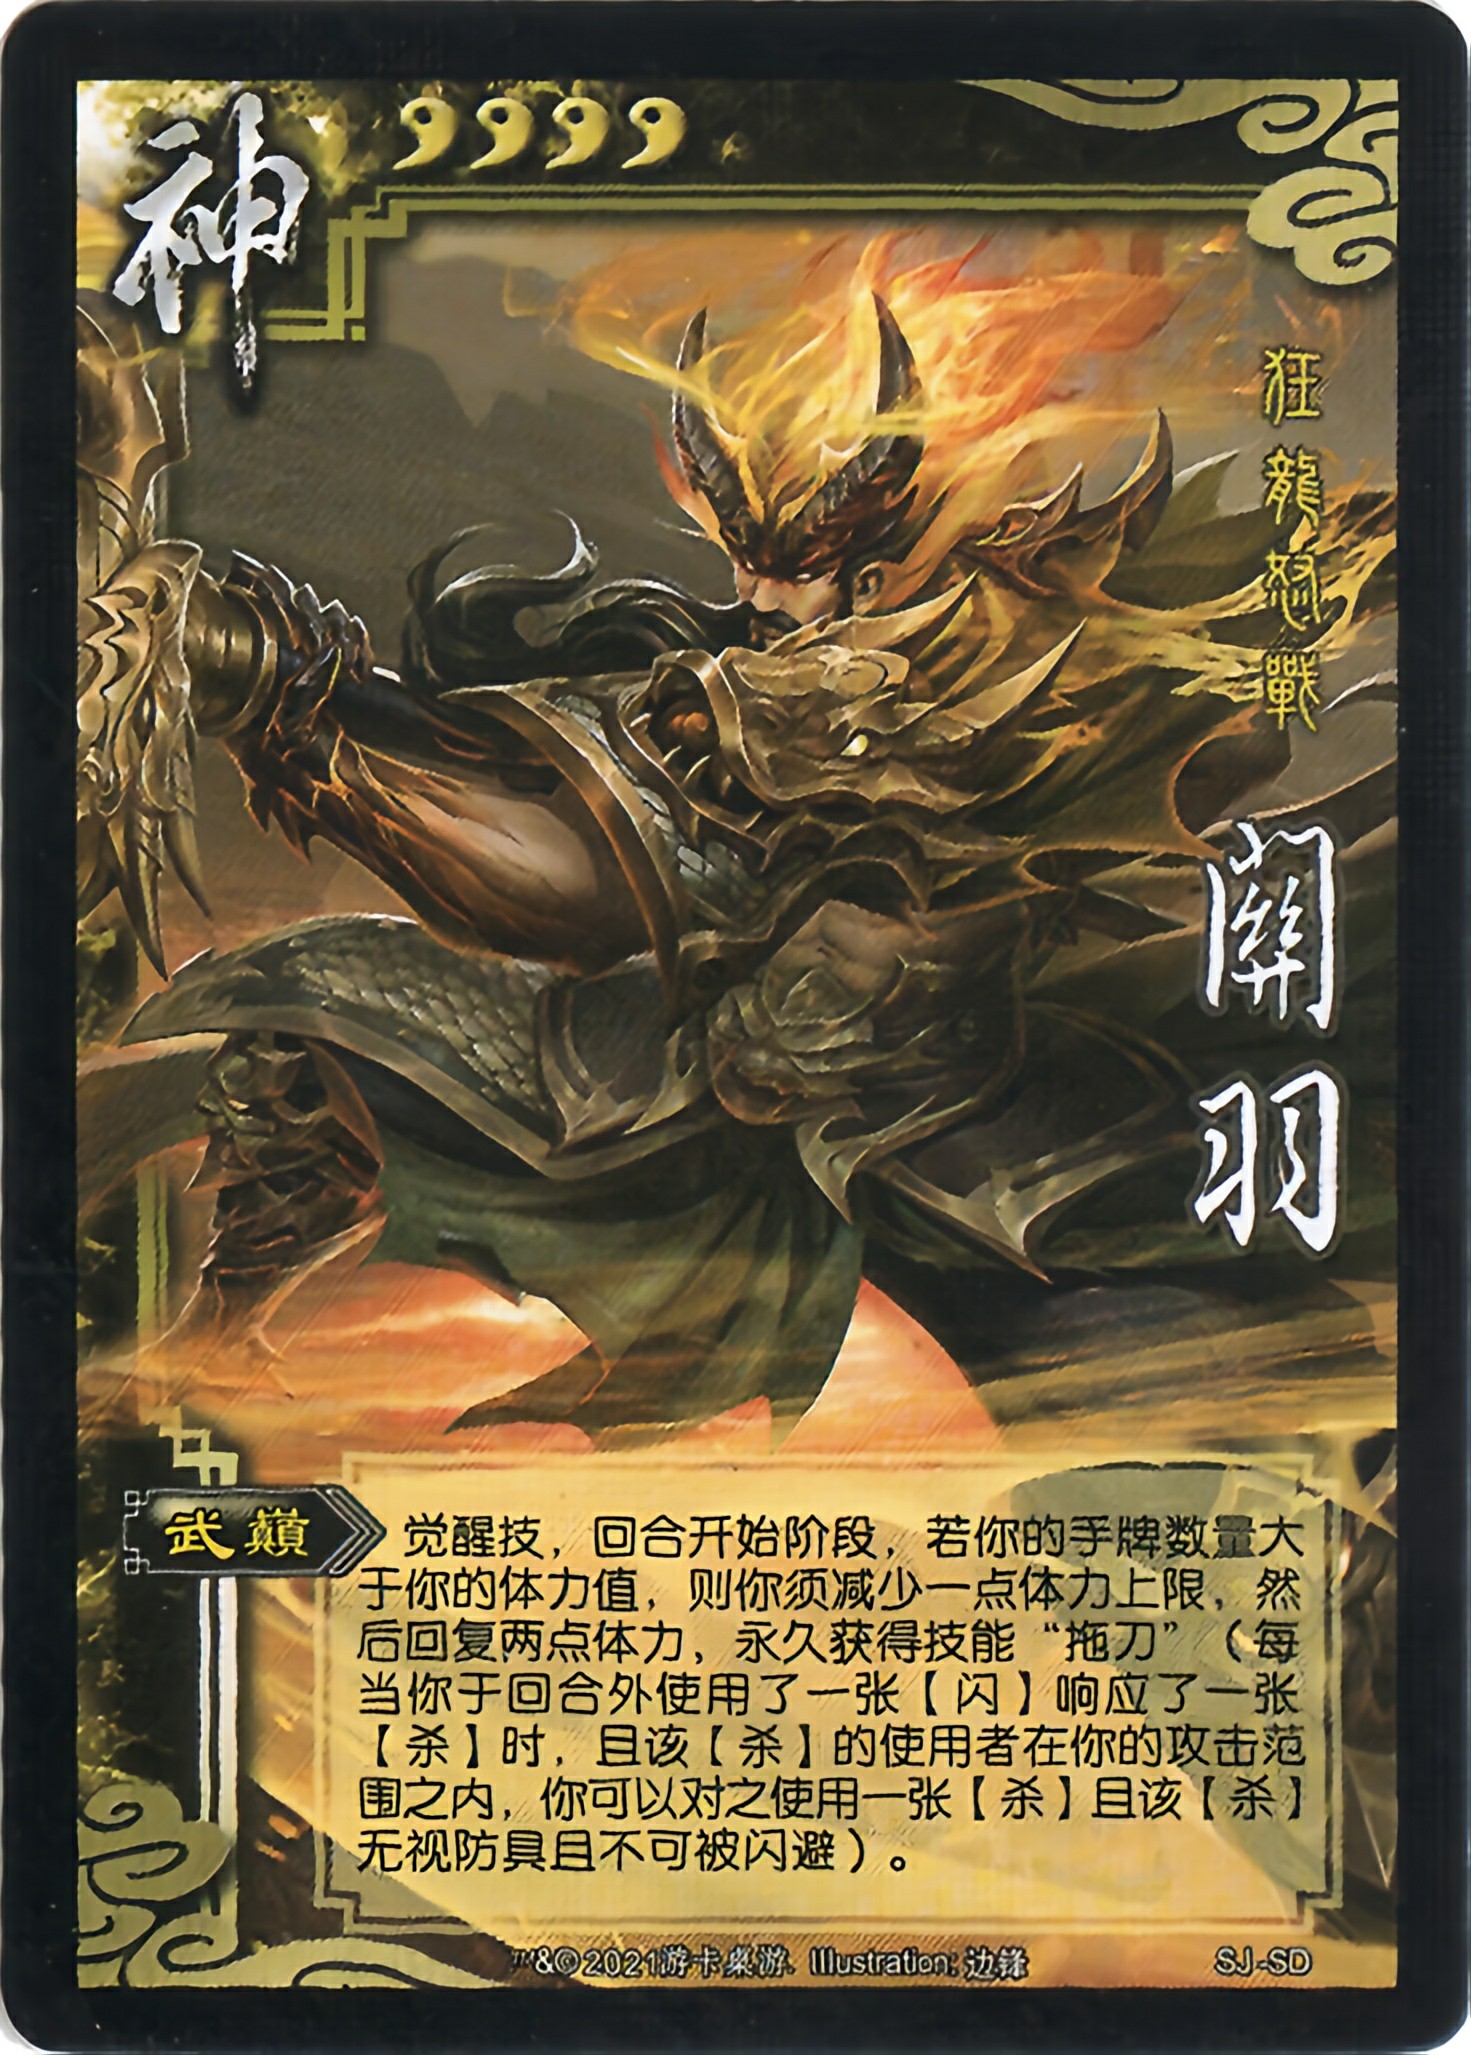 神
狂龍怒戰
關羽
武巔
觉醒技，回合开始阶段，若你的手牌数量大
于你的体力值，则你须减少一点体力上限，然
后回复两点体力，永久获得技能“拖刀”（每
当你于回合外使用了一张【闪】响应了一张
【杀】时，且该【杀】的使用者在你的攻击范
围之内，你可以对之使用一张【杀】且该【杀】
无视防具且不可被闪避）。
™&©2021游卡桌游. Illustration: 边锋
SJ-SD